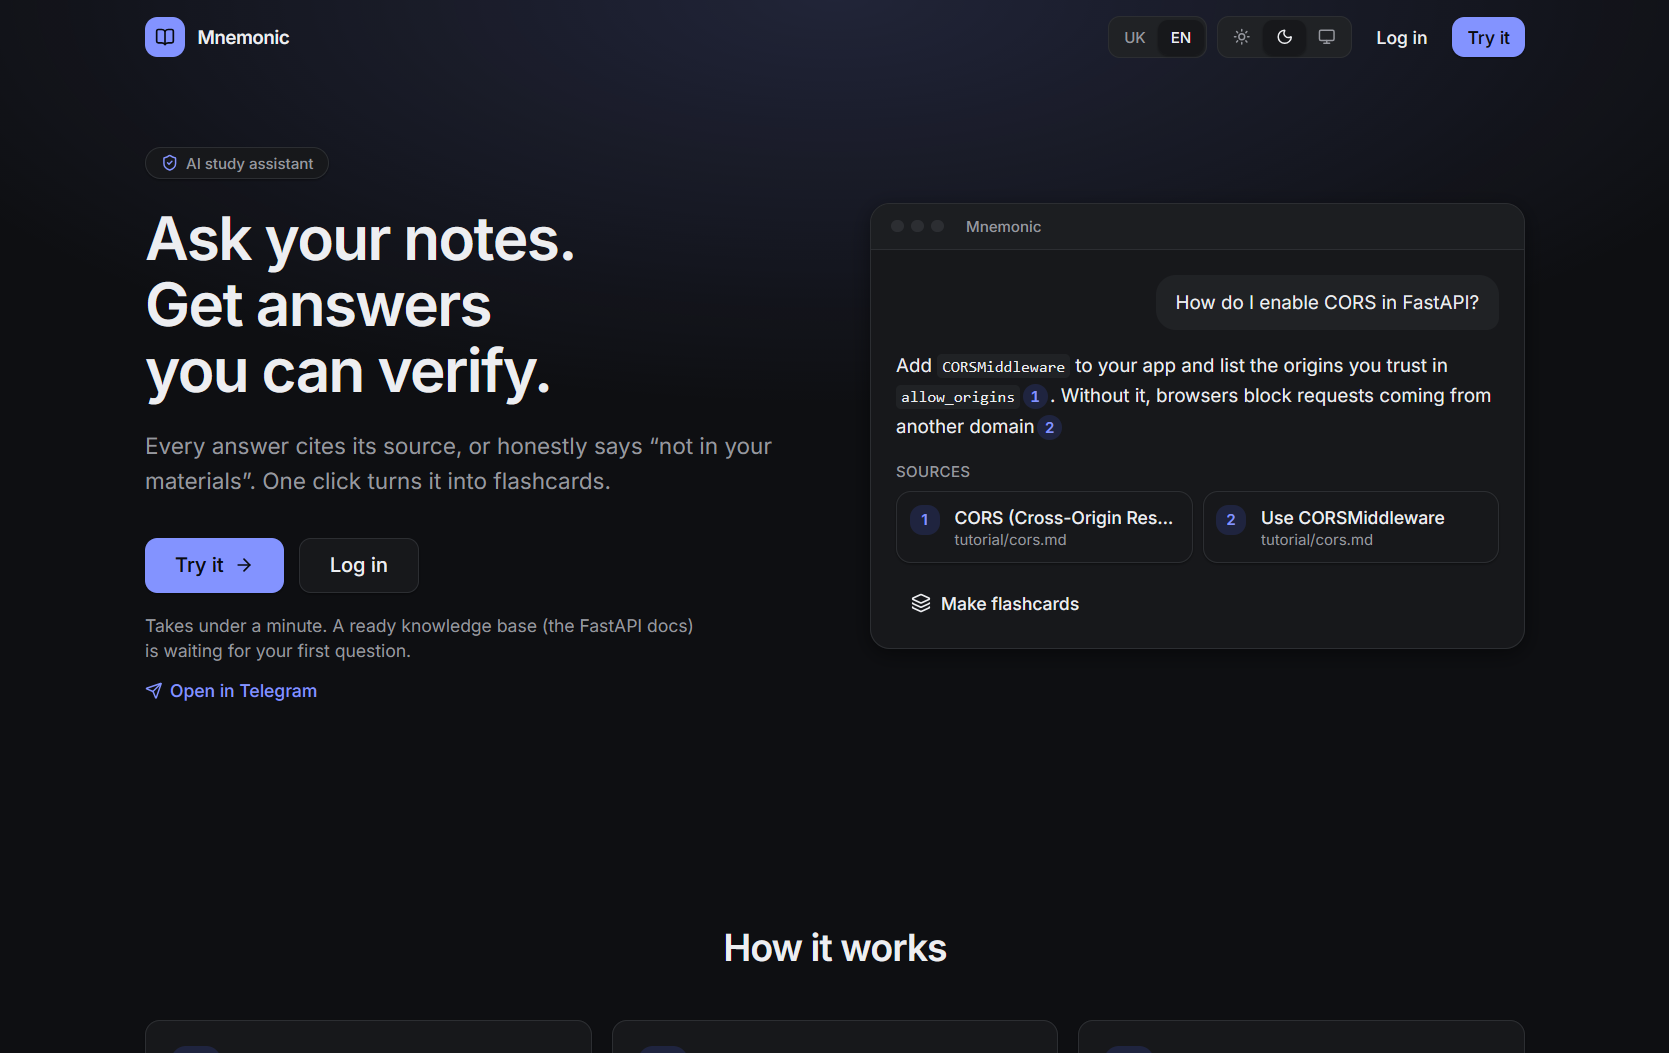 Mnemonic
UK EN
Log in
Try it
AI study assistant
Ask your notes.
Get answers
you can verify.
Every answer cites its source, or honestly says “not in your
materials”. One click turns it into flashcards.
Try it
Log in
Takes under a minute. A ready knowledge base (the FastAPI docs)
is waiting for your first question.
Open in Telegram
Mnemonic
How do I enable CORS in FastAPI?
Add CORSMiddleware to your app and list the origins you trust in
allow_origins 1 . Without it, browsers block requests coming from
another domain 2
SOURCES
1 CORS (Cross-Origin Res...
tutorial/cors.md
2 Use CORSMiddleware
tutorial/cors.md
Make flashcards
How it works